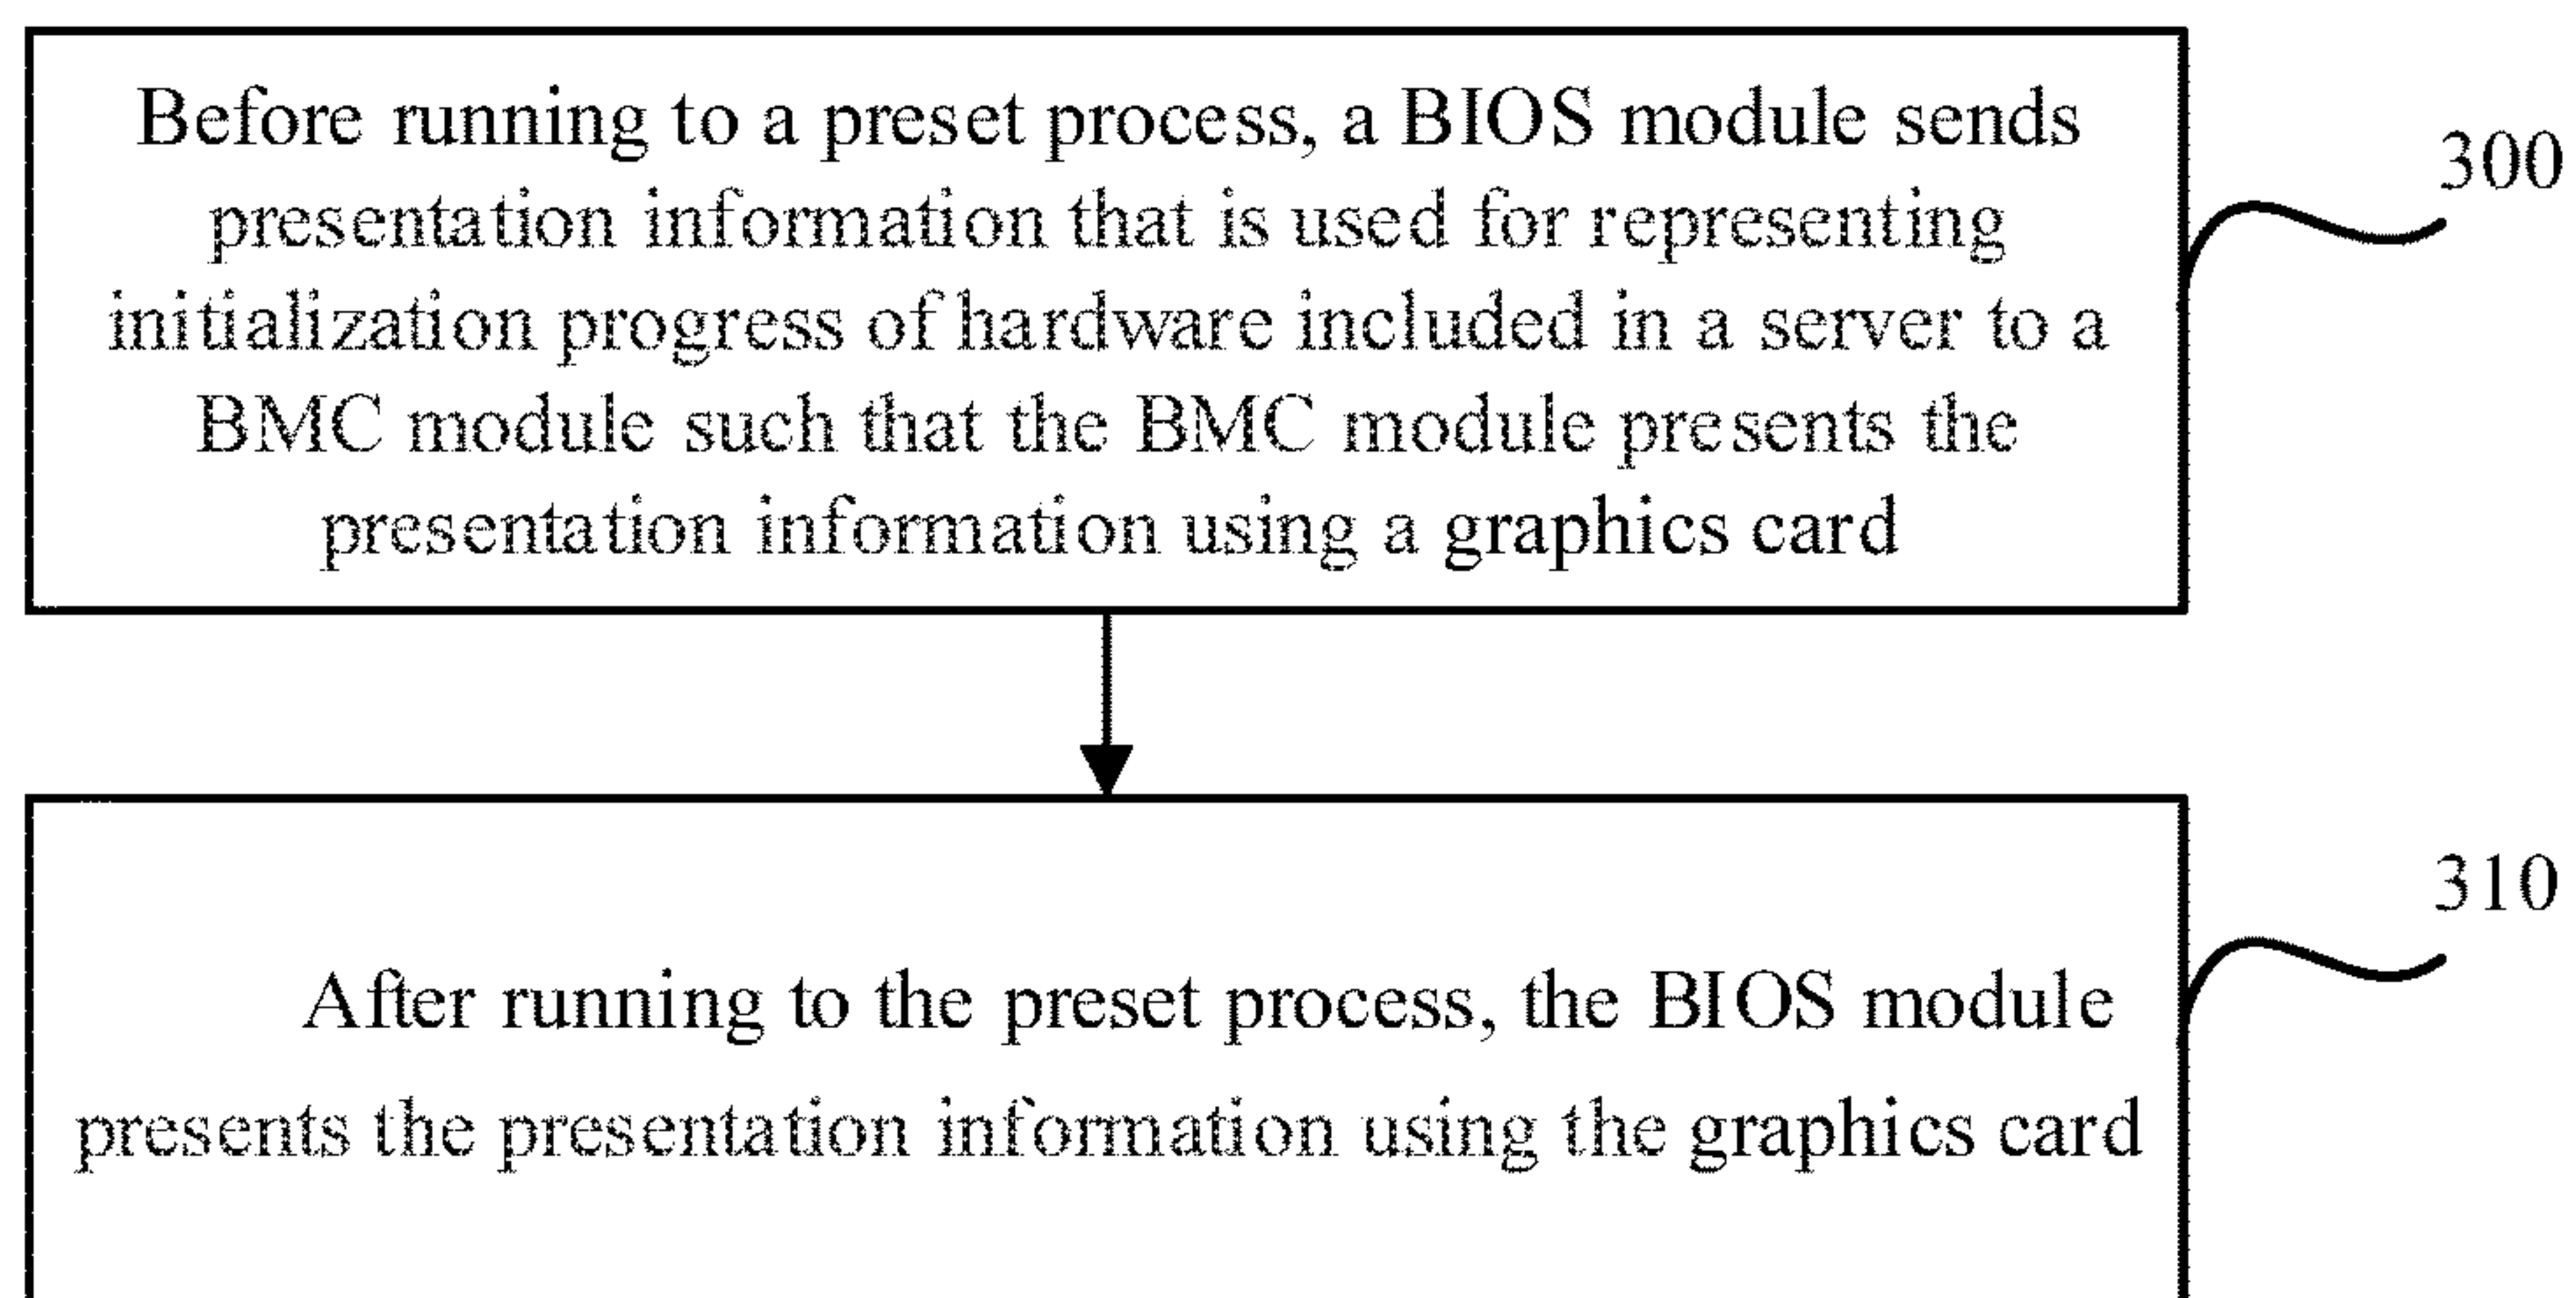 Before running to a preset process, a BIOS module sends
presentation information that is used for representing
initialization progress of hardware included in a server to a
BMC module such that the BMC module presents the
presentation information using a graphics card
300
After running to the preset process, the BIOS module
presents the presentation information using the graphics card
310